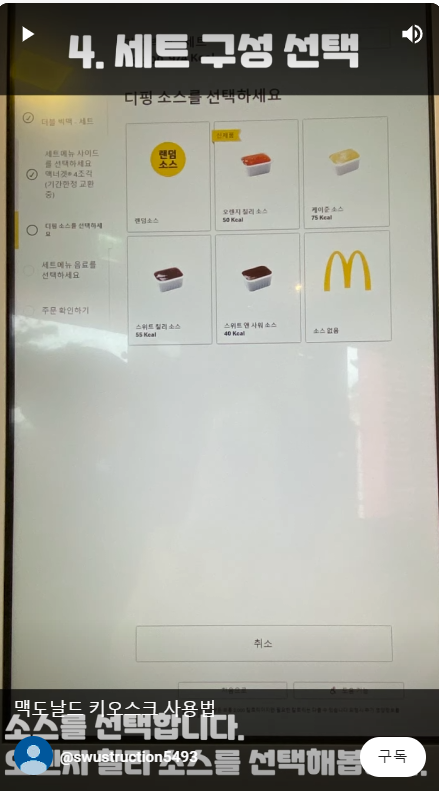 4. 세트 구성 선택
디핑 소스를 선택하세요
더블 빅맥 - 세트
세트메뉴 사이드
를 선택하세요
맥너겟® 4조각
(기간한정 교환
중)
디핑 소스를 선택하세
요
세트메뉴 음료를
선택하세요
주문 확인하기
랜덤
소스
랜덤소스
신제품
오렌지 칠리 소스
50 Kcal
케이준 소스
75 Kcal
스위트 칠리 소스
55 Kcal
스위트 앤 사워 소스
40 Kcal
소스 없음
취소
맥도날드 키오스크 사용법
소스를 선택합니다.
칠리 소스를 선택해봅
@swustruction5493
구독